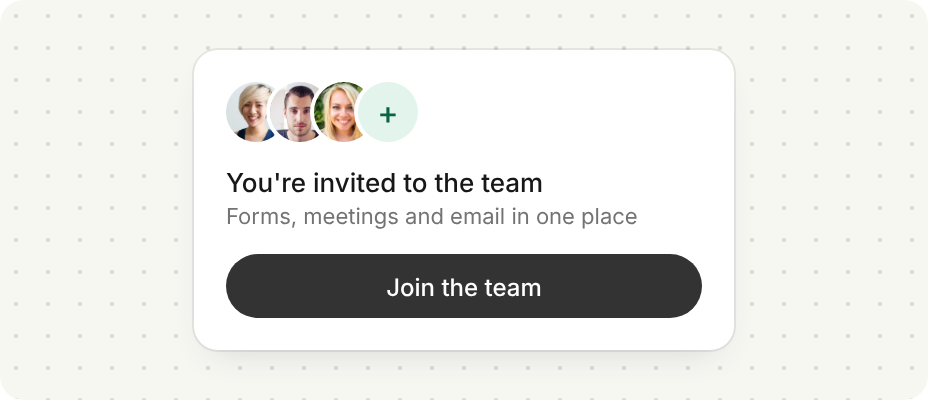 +
You're invited to the team
Forms, meetings and email in one place
Join the team